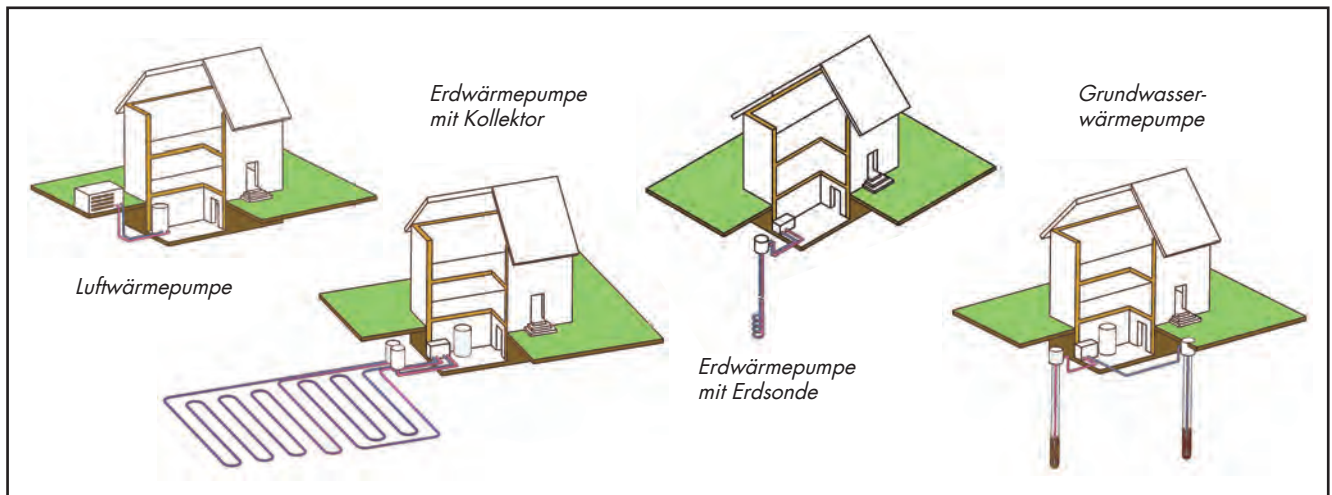 Luftwärmepumpe
Erdwärmepumpe
mit Kollektor
Erdwärmepumpe
mit Erdsonde
Grundwasser-
wärmepumpe